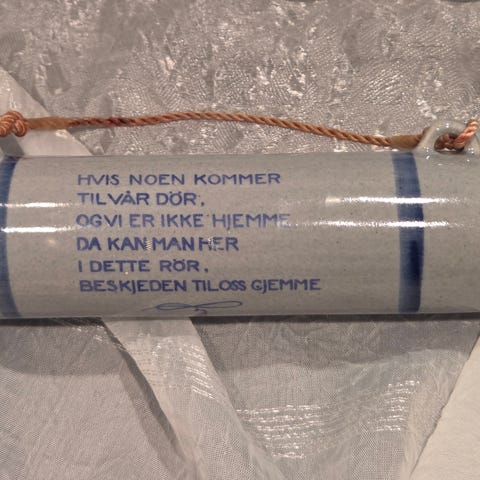 HVIS NOEN KOMMER
TIL VÅR DÖR,
OG VI ER IKKE HJEMME,
DA KAN MAN HER
I DETTE RÖR,
BESKJEDEN TIL OSS GJEMME